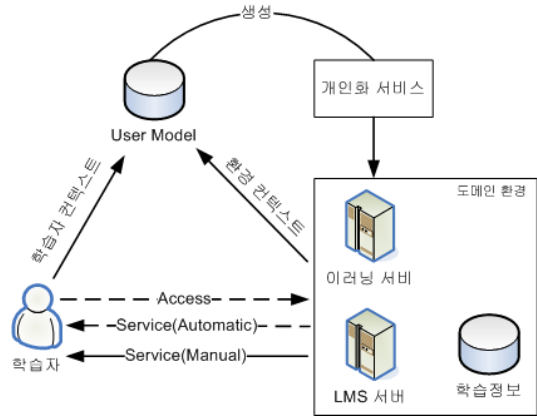 생성
개인화 서비스
User Model
학습자 컨텍스트
환경 컨텍스트
도메인 환경
이러닝 서비
Access
Service(Automatic)
Service(Manual)
학습자
LMS 서버
학습정보